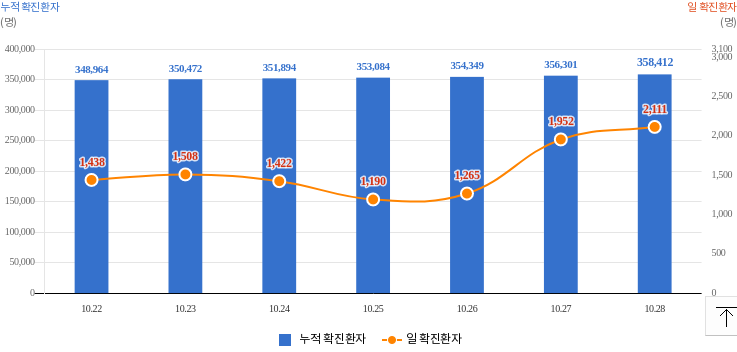 누적 확진환자 일 확진환자
(명) (명)
400,000 3,100
3,000
348,964 350,472 351,894 353,084 354,349 356,301 358,412
350,000
2,500
300,000
1,438 1,508 1,422 1,190 1,265 1,952 2,111
250,000 2,000
200,000 1,500
150,000
100,000 1,000
50,000 500
0 0
10.22 10.23 10.24 10.25 10.26 10.27 10.28
누적 확진환자 일 확진환자